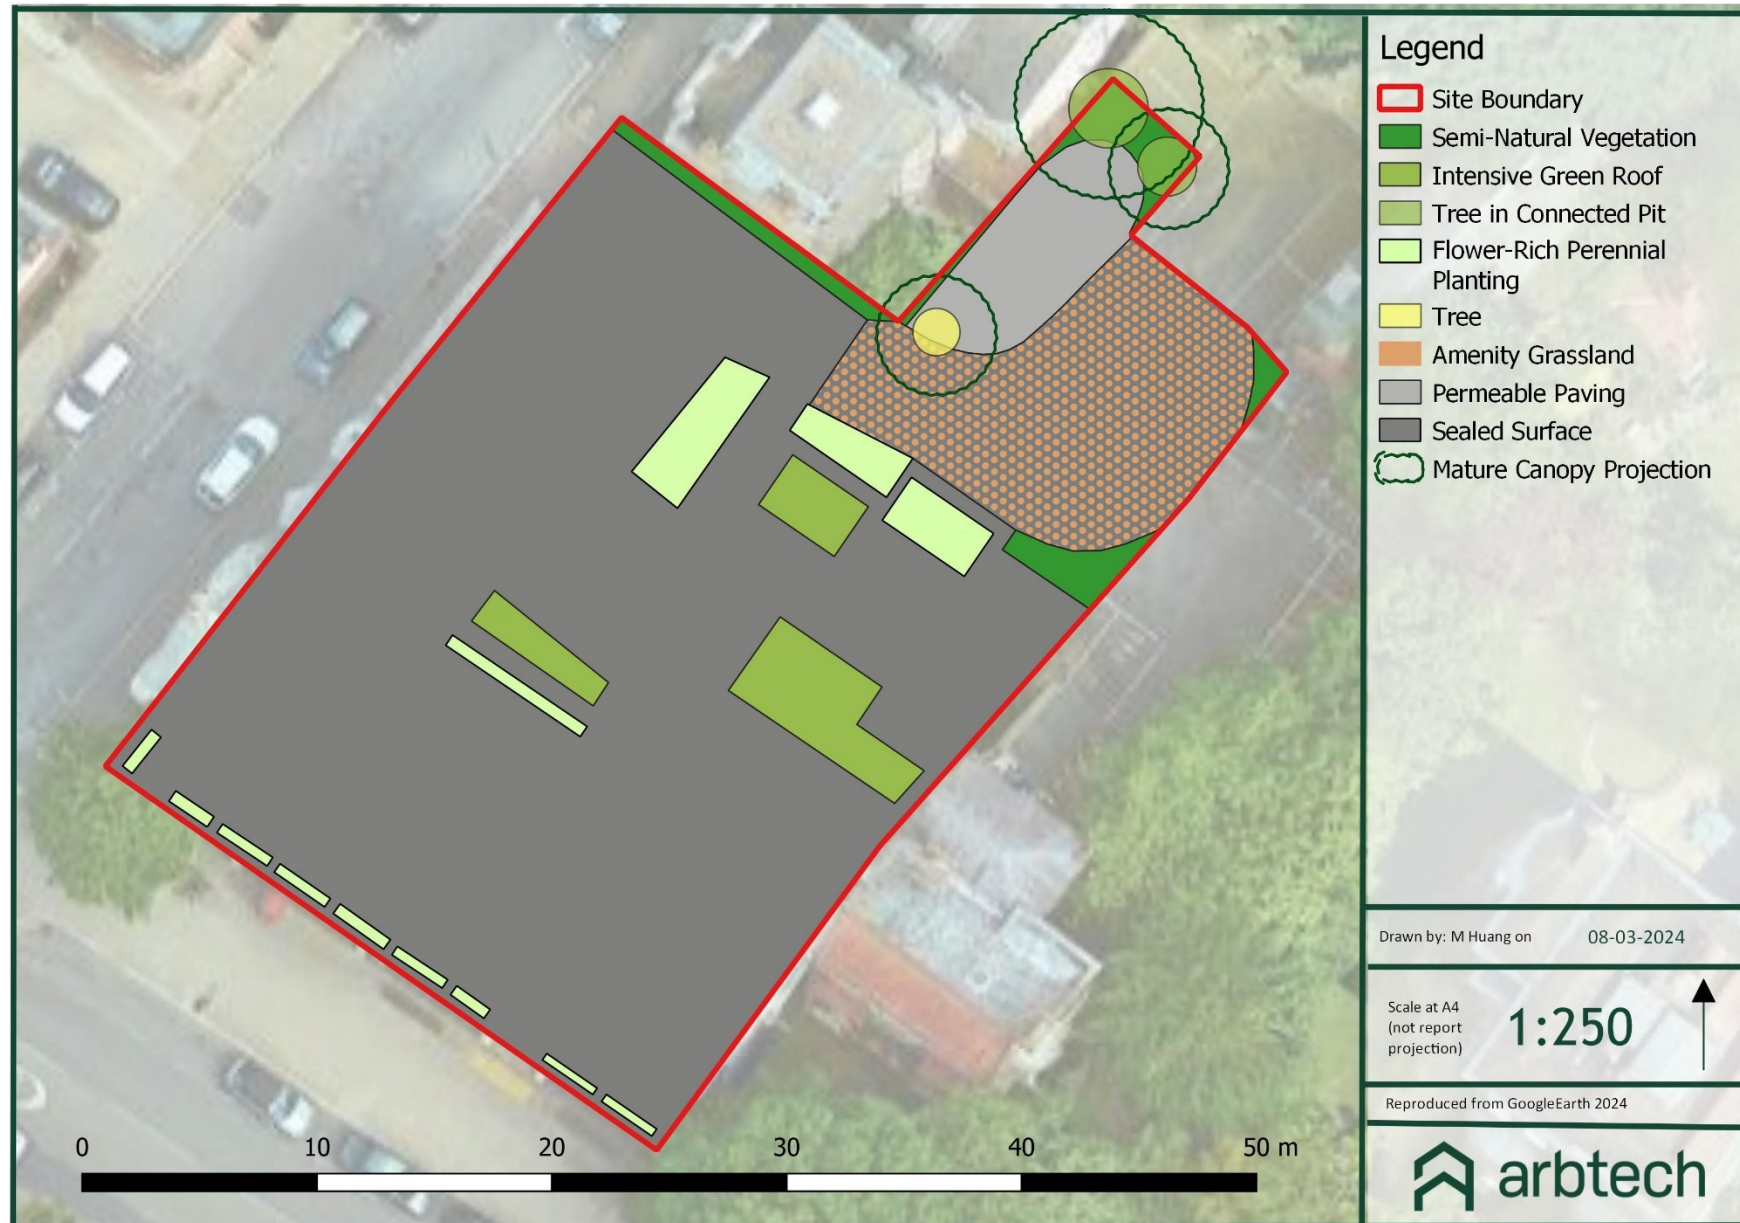 Legend
Site Boundary
Semi-Natural Vegetation
Intensive Green Roof
Tree in Connected Pit
Flower-Rich Perennial
Planting
Tree
Amenity Grassland
Permeable Paving
Sealed Surface
Mature Canopy Projection
Drawn by: M Huang on 08-03-2024
Scale at A4
(not report
projection)
1:250
Reproduced from GoogleEarth 2024
arbtech
0 10 20 30 40 50 m